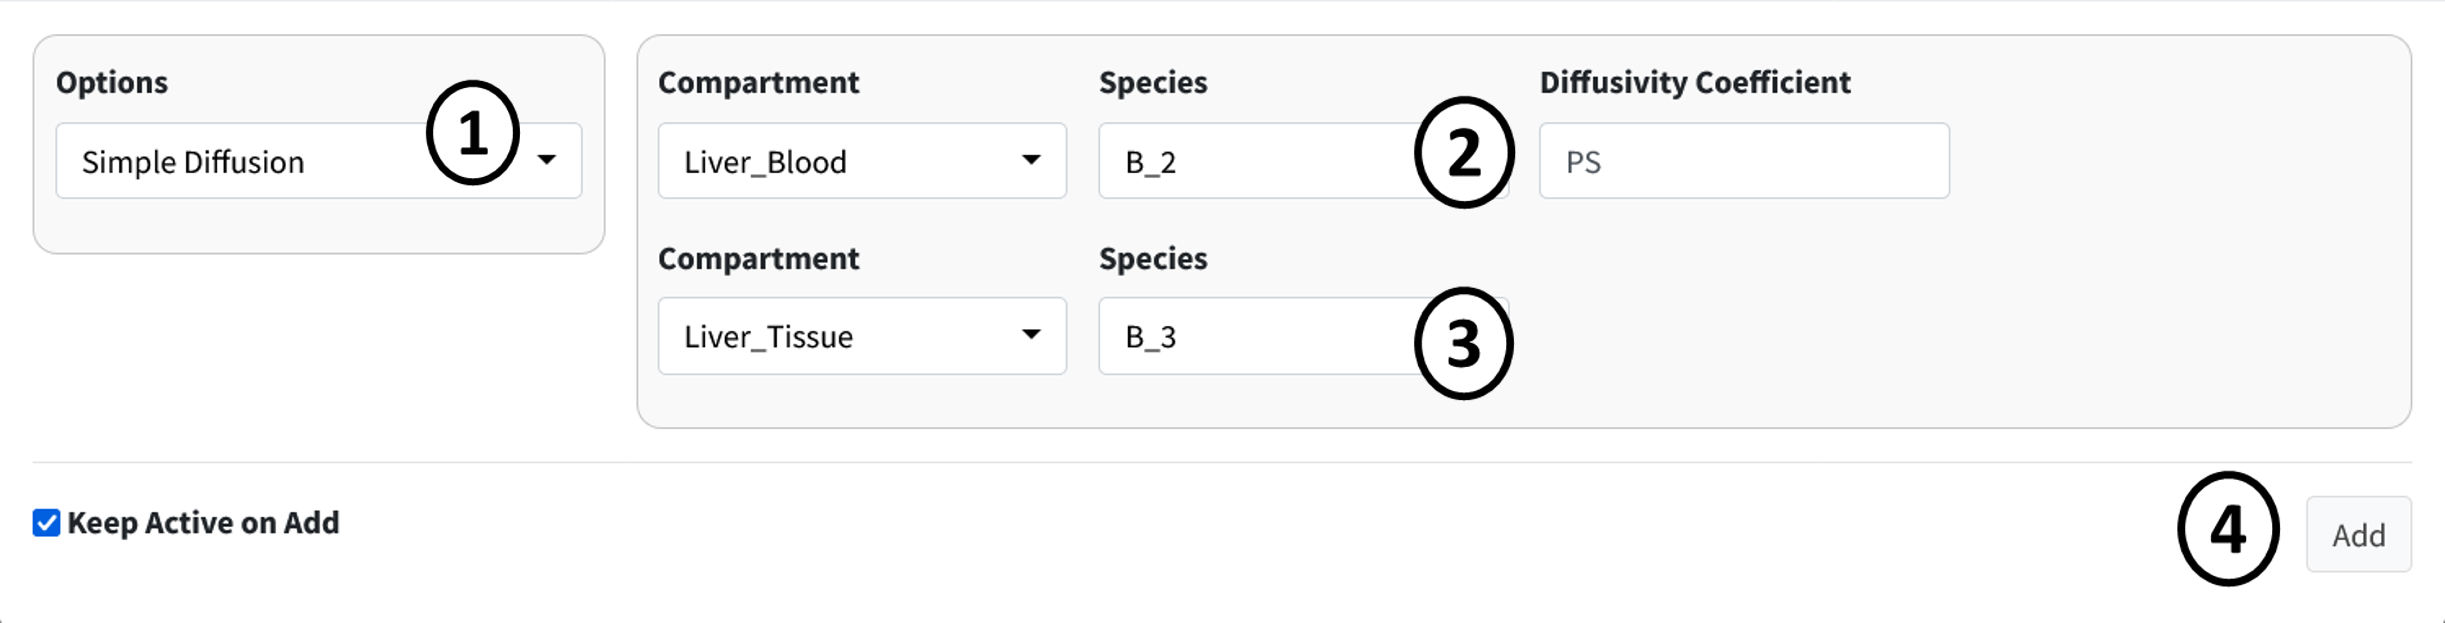 Options
1
Simple Diffusion
Compartment
Species
Diffusivity Coefficient
Liver_Blood
B_2
2
PS
Compartment
Species
Liver_Tissue
B_3
3
Keep Active on Add
4
Add